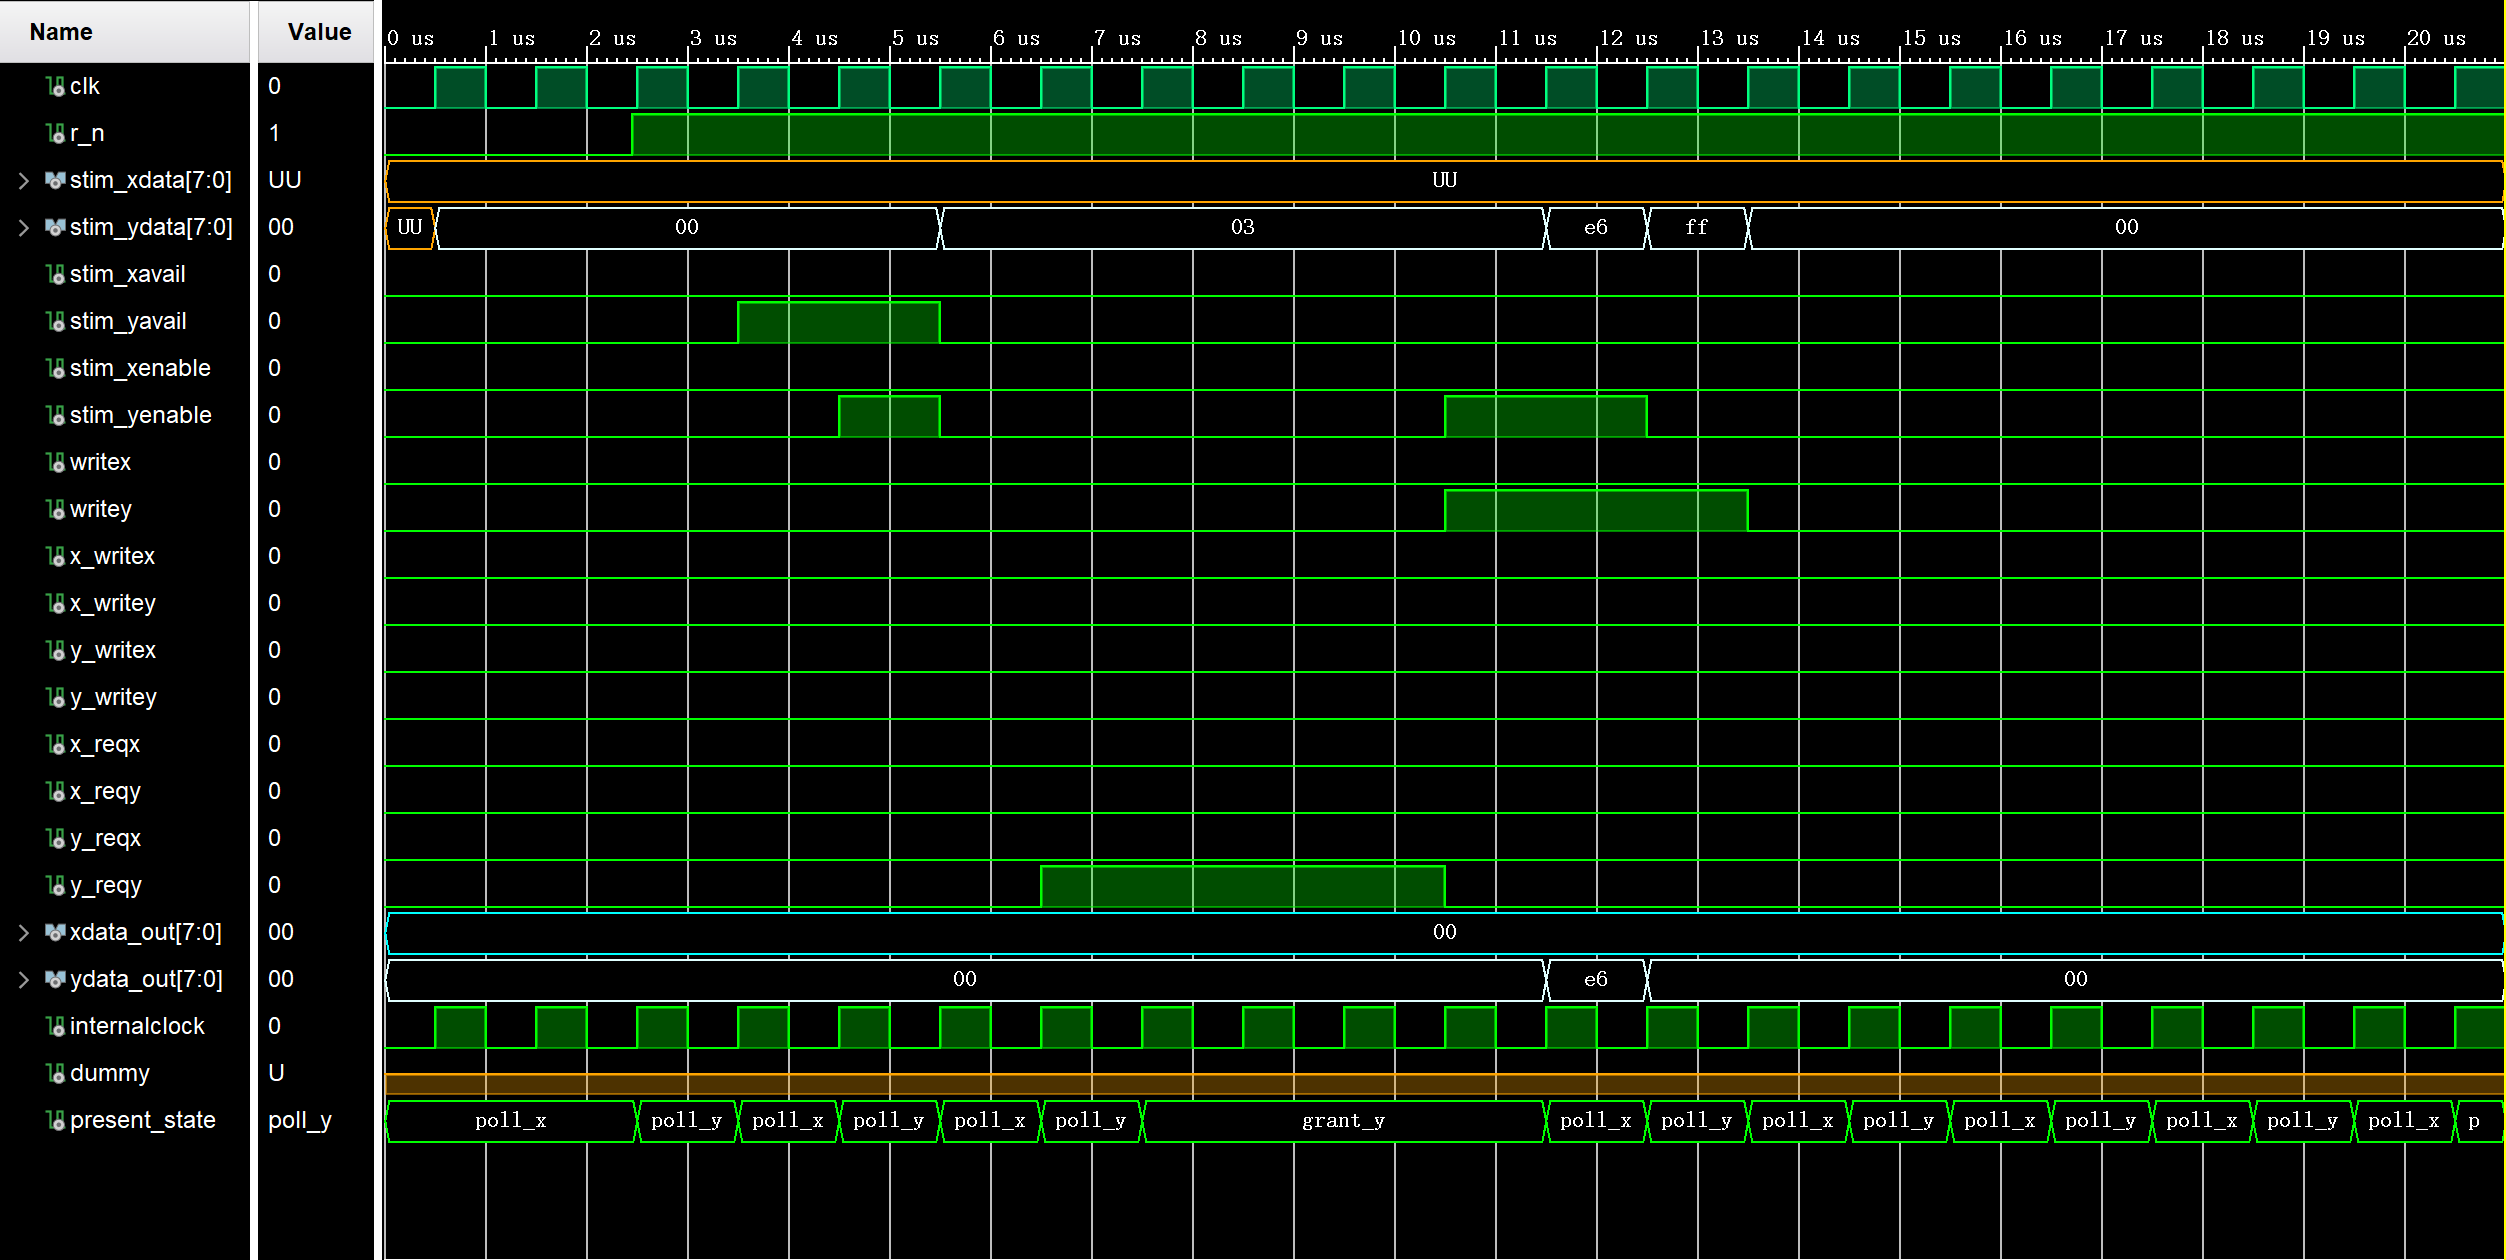 Name Value 0 us 1 us 2 us 3 us 4 us 5 us 6 us 7 us 8 us 9 us 10 us 11 us 12 us 13 us 14 us 15 us 16 us 17 us 18 us 19 us 20 us
clk 0
r_n 1
stim_xdata[7:0] UU UU
stim_ydata[7:0] 00 UU 00 03 e6 ff 00
stim_xavail 0
stim_yavail 0
stim_xenable 0
stim_yenable 0
writex 0
writey 0
x_writex 0
x_writey 0
y_writex 0
y_writey 0
x_reqx 0
x_reqy 0
y_reqx 0
y_reqy 0
xdata_out[7:0] 00 00
ydata_out[7:0] 00 00 e6 00
internalclock 0
dummy U
present_state poll_y poll_x poll_y poll_x poll_y poll_x poll_y grant_y poll_x poll_y poll_x poll_y poll_x poll_y poll_x poll_y poll_x p